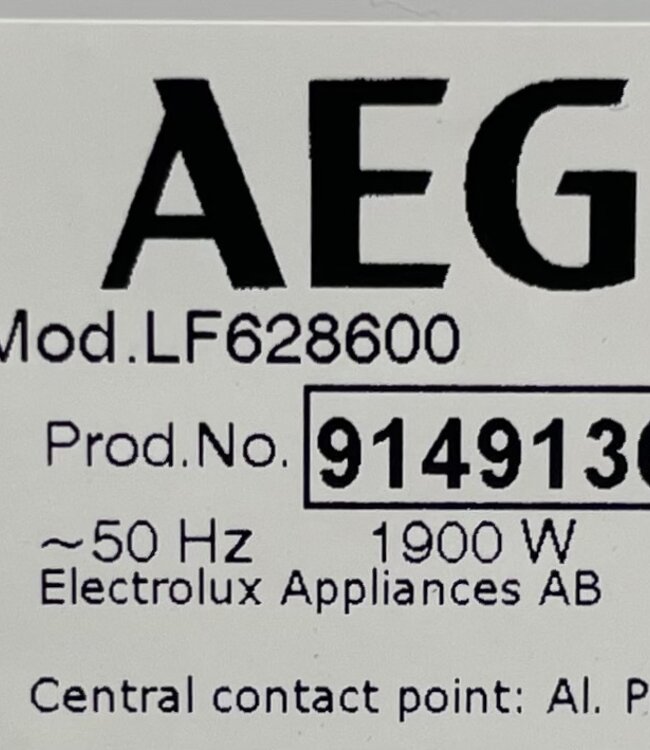 AEG
Mod.LF628600
Prod.No. 914913
~50 Hz 1900 W
Electrolux Appliances AB
Central contact point: Al.